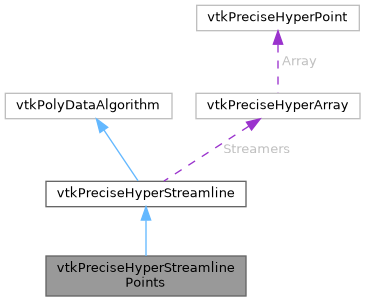 vtkPreciseHyperPoint
Array
vtkPolyDataAlgorithm
vtkPreciseHyperArray
Streamers
vtkPreciseHyperStreamline
vtkPreciseHyperStreamline
Points